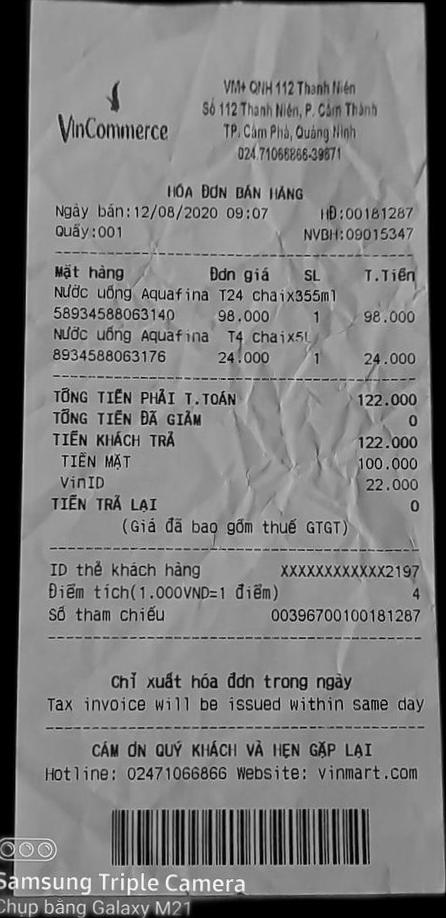 VinCommerce
VM+ QNH 112 Thanh Niên
Số 112 Thanh Niên, P. Cẩm Thành
TP. Cẩm Phả, Quảng Ninh
024.71066866-39671
HÓA ĐƠN BÁN HÀNG
Ngày bán:12/08/2020 09:07 HĐ:00181287
Quầy:001 NVBH:09015347
Mặt hàng Đơn giá SL T.Tiền
Nước uống Aquafina T24 chaix355ml
58934588063140 98.000 1 98.000
Nước uống Aquafina T4 chaix5L
8934588063176 24.000 1 24.000
TỔNG TIỀN PHẢI T.TOÁN 122.000
TỔNG TIỀN ĐÃ GIẢM 0
TIỀN KHÁCH TRẢ 122.000
TIỀN MẶT 100.000
VinID 22.000
TIỀN TRẢ LẠI 0
(Giá đã bao gồm thuế GTGT)
ID thẻ khách hàng XXXXXXXXXXXX2197
Điểm tích(1.000VND=1 điểm) 4
Số tham chiếu 00396700100181287
Chỉ xuất hóa đơn trong ngày
Tax invoice will be issued within same day
CẢM ƠN QUÝ KHÁCH VÀ HẸN GẶP LẠI
Hotline: 02471066866 Website: vinmart.com
Samsung Triple Camera
Chụp bằng Galaxy M21